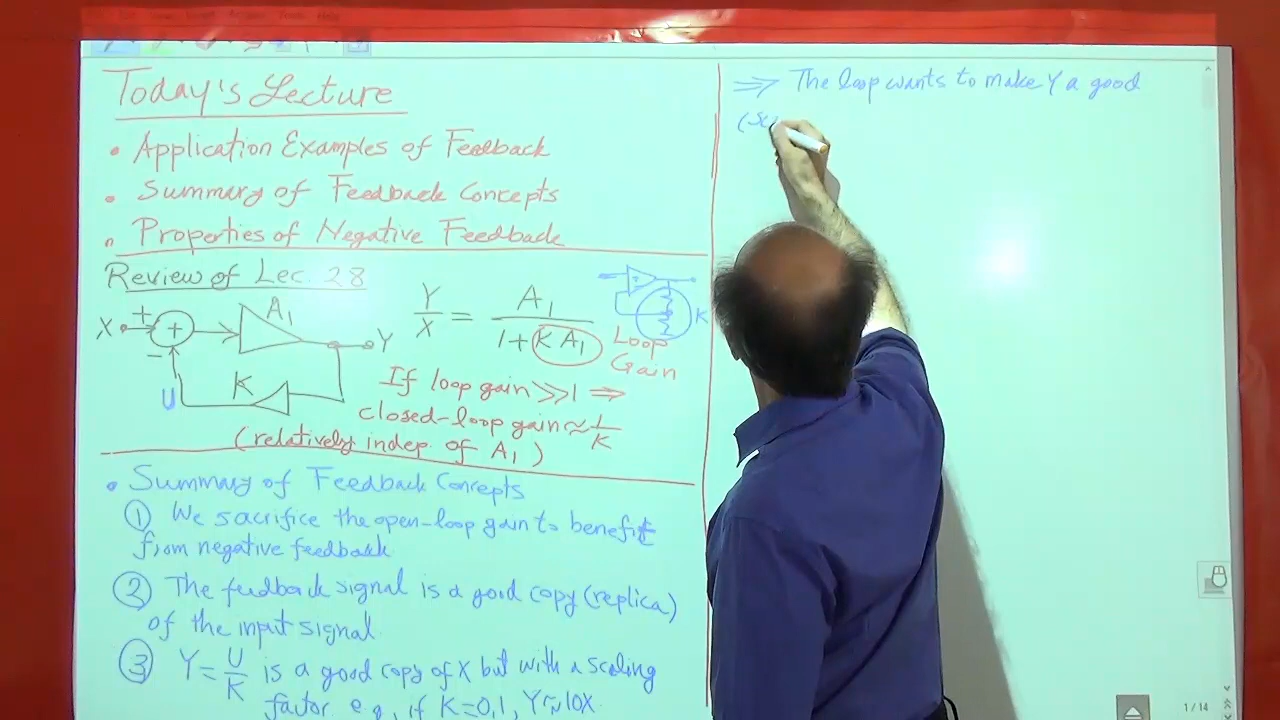 Today's Lecture
• Application Examples of Feedback
• Summary of Feedback Concepts
• Properties of Negative Feedback
Review of Lec. 28
X + + − A1 Y K U
Y/X = A1/(1 + K A1)
K
Loop
Gain
If loop gain ≫ 1 ⇒
closed-loop gain ≈ 1/K
(relatively indep. of A1)
• Summary of Feedback Concepts
① We sacrifice the open-loop gain to benefit
from negative feedback
② The feedback signal is a good copy (replica)
of the input signal
③ Y = U/K is a good copy of X but with a scaling
factor e.g., if K=0,1, Y≈10X.
⇒ The loop wants to make Y a good
1 / 14